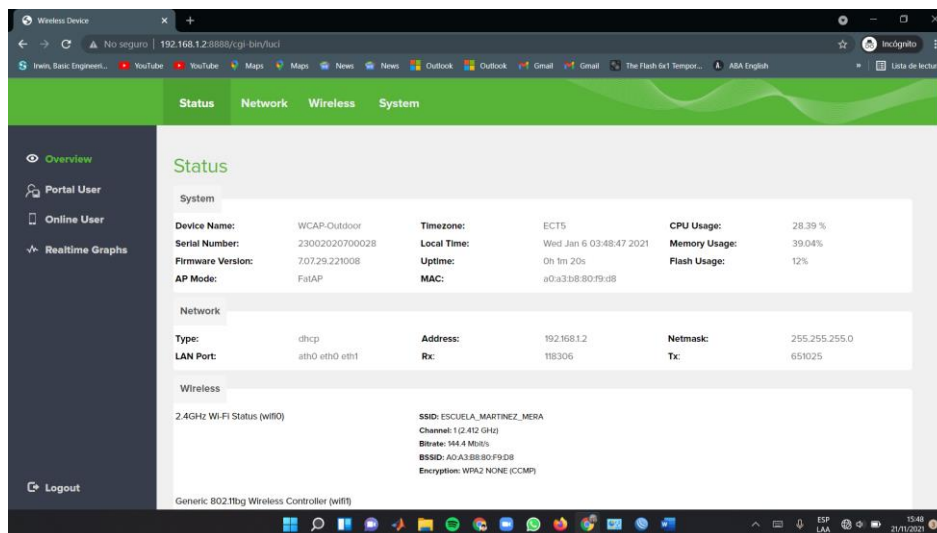 Wireless Device
No seguro | 192.168.1.2:8888/cgi-bin/luci
Incógnito
Irwin, Basic Engineeri... YouTube YouTube Maps Maps News News Outlook Outlook Gmail Gmail The Flash 6x1 Tempor... ABA English » Lista de lectur
Status Network Wireless System
Overview
Portal User
Online User
Realtime Graphs
Logout
Status
System
Device Name: WCAP-Outdoor Timezone: ECT5 CPU Usage: 28.39 %
Serial Number: 23002020700028 Local Time: Wed Jan 6 03:48:47 2021 Memory Usage: 39.04%
Firmware Version: 7.07.29.221008 Uptime: 0h 1m 20s Flash Usage: 12%
AP Mode: FatAP MAC: a0:a3:b8:80:f9:d8
Network
Type: dhcp Address: 192.168.1.2 Netmask: 255.255.255.0
LAN Port: ath0 eth0 eth1 Rx: 118306 Tx: 651025
Wireless
2.4GHz Wi-Fi Status (wifi0) SSID: ESCUELA_MARTINEZ_MERA
Channel: 1 (2.412 GHz)
Bitrate: 144.4 Mbit/s
BSSID: A0:A3:B8:80:F9:D8
Encryption: WPA2 NONE (CCMP)
Generic 802.11bg Wireless Controller (wifi1)
ESP
LAA
15:48
21/11/2021